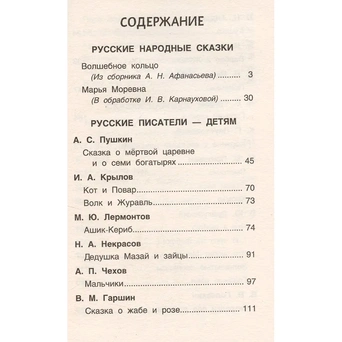 СОДЕРЖАНИЕ
РУССКИЕ НАРОДНЫЕ СКАЗКИ
Волшебное кольцо
(Из сборника А. Н. Афанасьева) ......... 3
Марья Моревна
(В обработке И. В. Карнауховой) ....... 30
РУССКИЕ ПИСАТЕЛИ — ДЕТЯМ
А. С. Пушкин
Сказка о мёртвой царевне
и о семи богатырях ........................ 45
И. А. Крылов
Кот и Повар ................................. 70
Волк и Журавль ............................. 73
М. Ю. Лермонтов
Ашик-Кериб ................................. 74
Н. А. Некрасов
Дедушка Мазай и зайцы ................... 91
А. П. Чехов
Мальчики .................................... 97
В. М. Гаршин
Сказка о жабе и розе ...................... 111